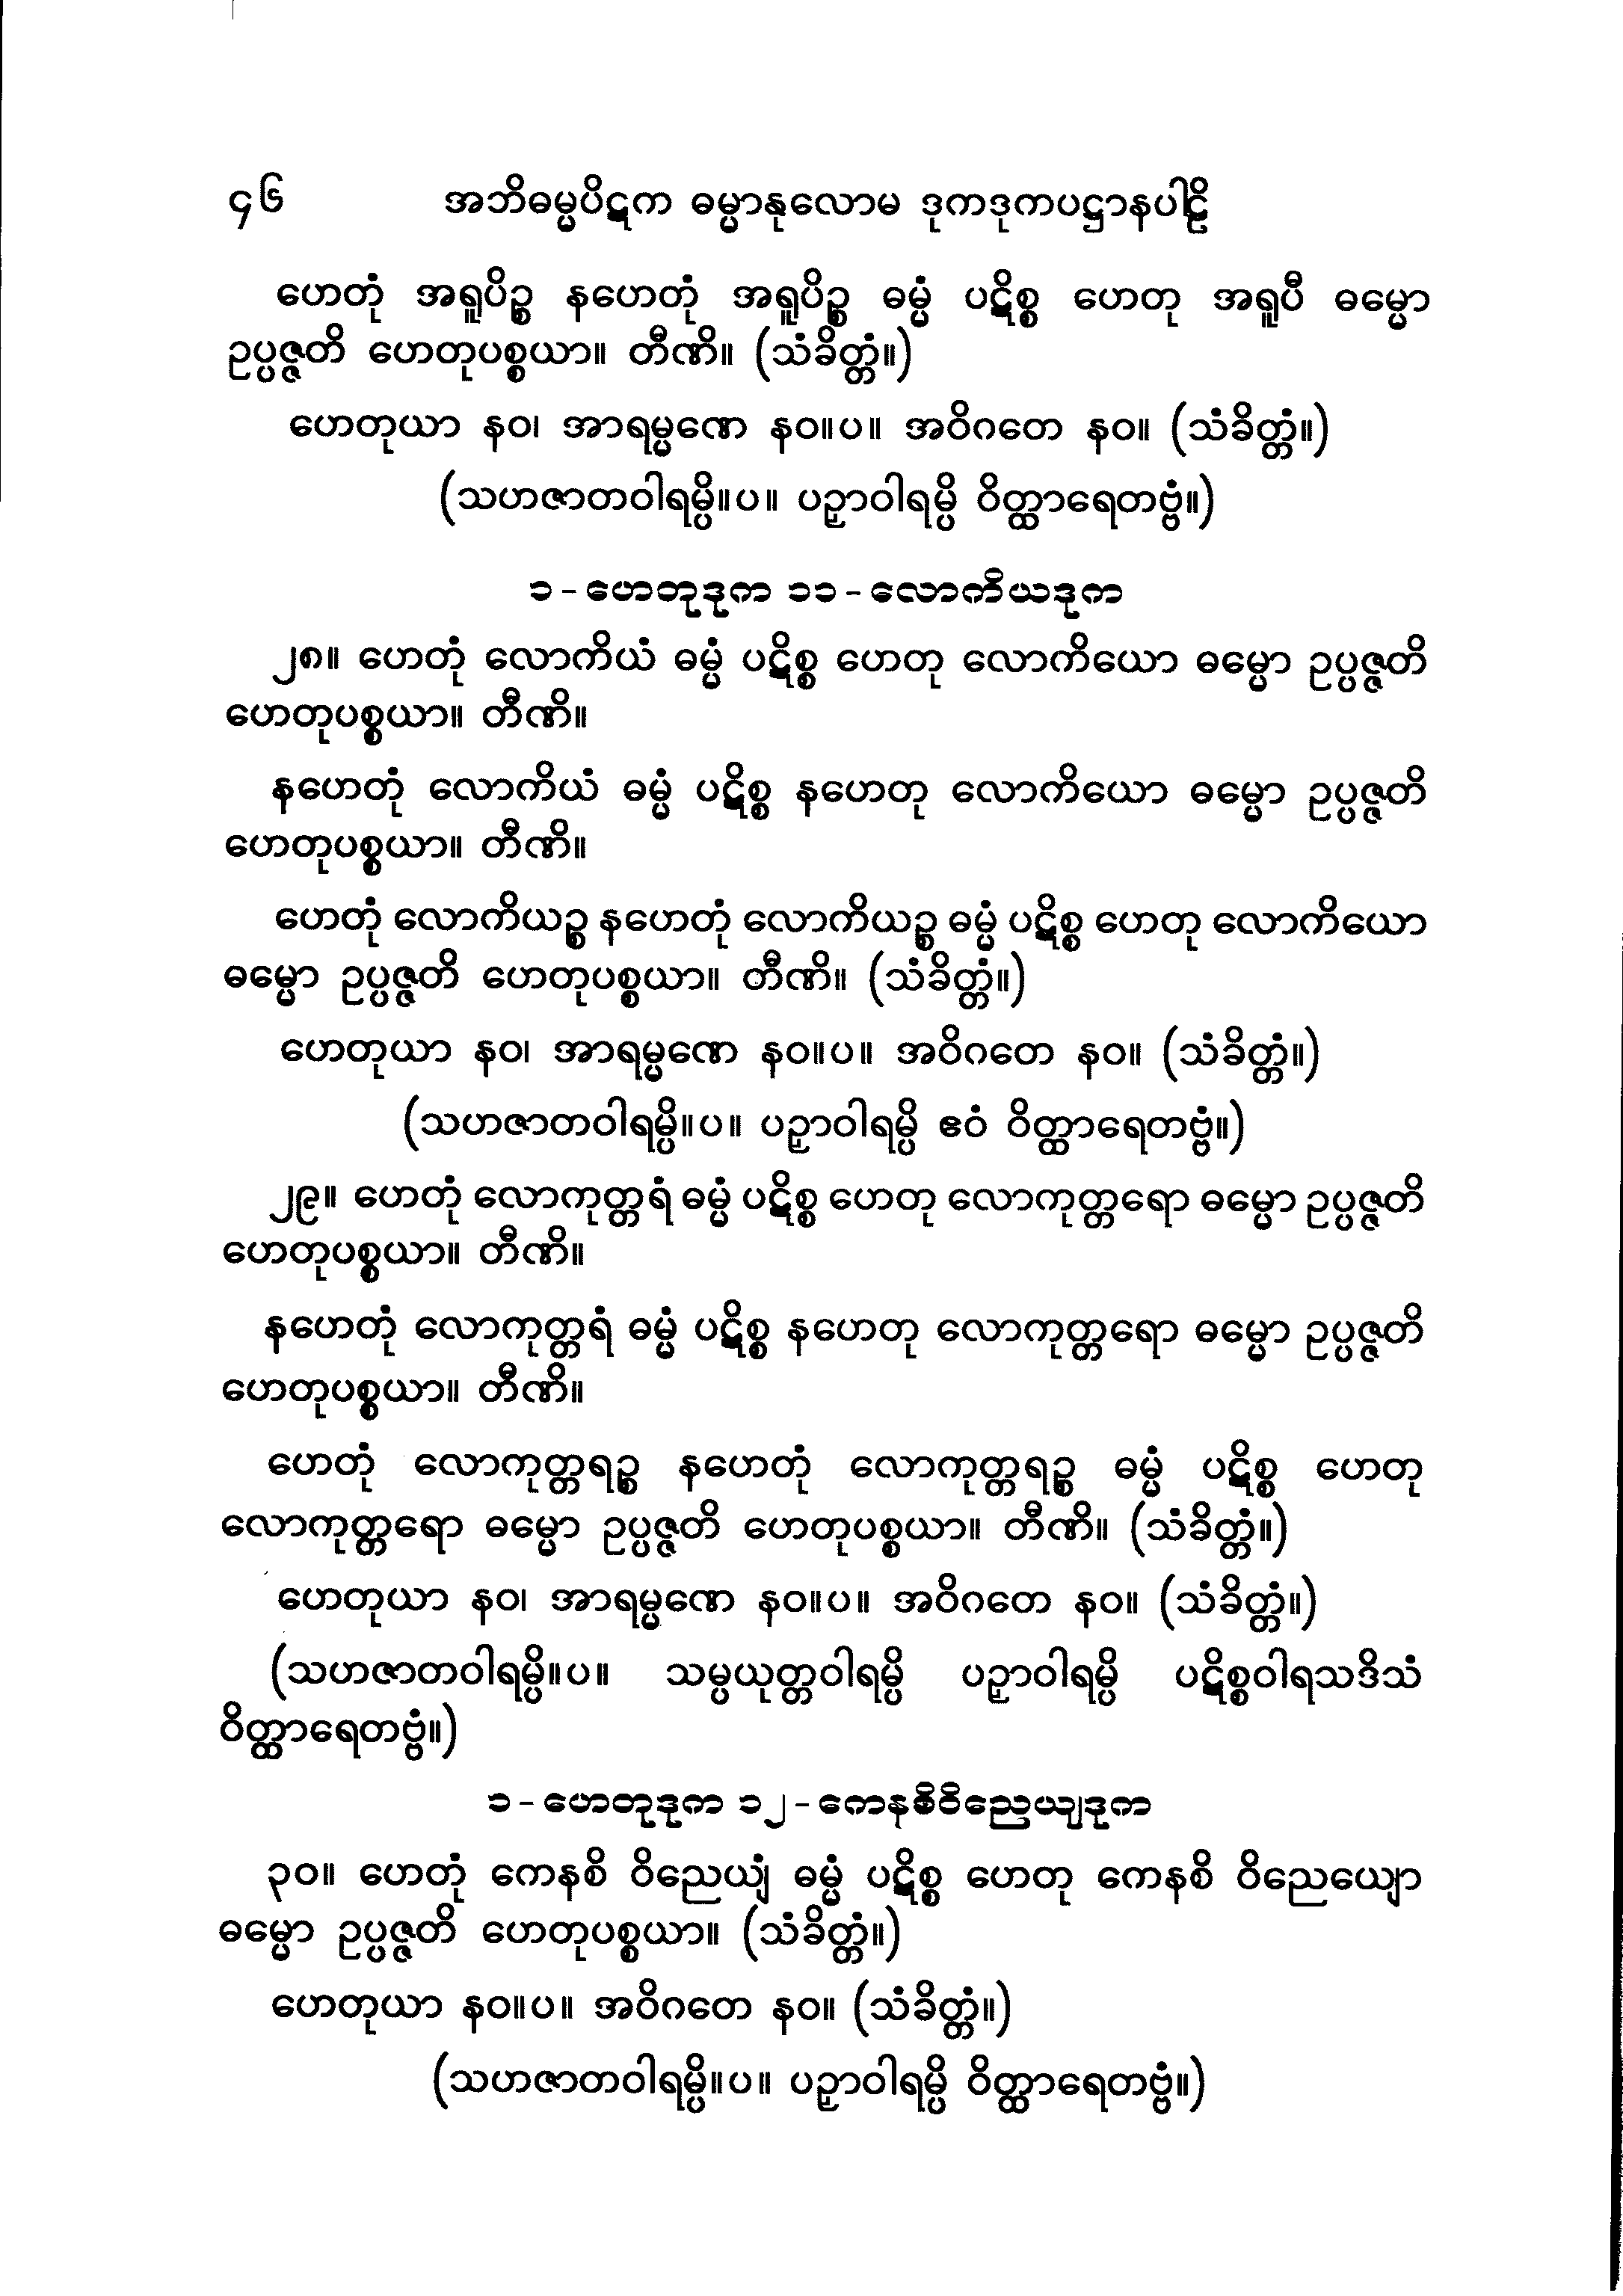 ၄၆ အဘိဓမ္မပိဋက ဓမ္မာနုလောမ ဒုကဒုကပဋ္ဌာနပါဠိ
ဟေတုံ အရူပိဉ္စ နဟေတုံ အရူပိဉ္စ ဓမ္မံ ပဋိစ္စ ဟေတု အရူပီ ဓမ္မော
ဥပ္ပဇ္ဇတိ ဟေတုပစ္စယာ။ တီဏိ။ (သံခိတ္တံ။)
ဟေတုယာ နဝ၊ အာရမ္မဏေ နဝ။ပ။ အဝိဂတေ နဝ။ (သံခိတ္တံ။)
(သဟဇာတဝါရမ္ပိ။ပ။ ပဉှာဝါရမ္ပိ ဝိတ္ထာရေတဗ္ဗံ။)
၁-ဟေတုဒုက ၁၁-လောကိယဒုက
၂၈။ ဟေတုံ လောကိယံ ဓမ္မံ ပဋိစ္စ ဟေတု လောကိယော ဓမ္မော ဥပ္ပဇ္ဇတိ
ဟေတုပစ္စယာ။ တီဏိ။
နဟေတုံ လောကိယံ ဓမ္မံ ပဋိစ္စ နဟေတု လောကိယော ဓမ္မော ဥပ္ပဇ္ဇတိ
ဟေတုပစ္စယာ။ တီဏိ။
ဟေတုံ လောကိယဉ္စ နဟေတုံ လောကိယဉ္စ ဓမ္မံ ပဋိစ္စ ဟေတု လောကိယော
ဓမ္မော ဥပ္ပဇ္ဇတိ ဟေတုပစ္စယာ။ တီဏိ။ (သံခိတ္တံ။)
ဟေတုယာ နဝ၊ အာရမ္မဏေ နဝ။ပ။ အဝိဂတေ နဝ။ (သံခိတ္တံ။)
(သဟဇာတဝါရမ္ပိ။ပ။ ပဉှာဝါရမ္ပိ ဧဝံ ဝိတ္ထာရေတဗ္ဗံ။)
၂၉။ ဟေတုံ လောကုတ္တရံ ဓမ္မံ ပဋိစ္စ ဟေတု လောကုတ္တရော ဓမ္မော ဥပ္ပဇ္ဇတိ
ဟေတုပစ္စယာ။ တီဏိ။
နဟေတုံ လောကုတ္တရံ ဓမ္မံ ပဋိစ္စ နဟေတု လောကုတ္တရော ဓမ္မော ဥပ္ပဇ္ဇတိ
ဟေတုပစ္စယာ။ တီဏိ။
ဟေတုံ လောကုတ္တရဉ္စ နဟေတုံ လောကုတ္တရဉ္စ ဓမ္မံ ပဋိစ္စ ဟေတု
လောကုတ္တရော ဓမ္မော ဥပ္ပဇ္ဇတိ ဟေတုပစ္စယာ။ တီဏိ။ (သံခိတ္တံ။)
ဟေတုယာ နဝ၊ အာရမ္မဏေ နဝ။ပ။ အဝိဂတေ နဝ။ (သံခိတ္တံ။)
(သဟဇာတဝါရမ္ပိ။ပ။ သမ္ပယုတ္တဝါရမ္ပိ ပဉှာဝါရမ္ပိ ပဋိစ္စဝါရသဒိသံ
ဝိတ္ထာရေတဗ္ဗံ။)
၁-ဟေတုဒုက ၁၂-ကေနစိဝိညေယျဒုက
၃၀။ ဟေတုံ ကေနစိ ဝိညေယျံ ဓမ္မံ ပဋိစ္စ ဟေတု ကေနစိ ဝိညေယျော
ဓမ္မော ဥပ္ပဇ္ဇတိ ဟေတုပစ္စယာ။ (သံခိတ္တံ။)
ဟေတုယာ နဝ။ပ။ အဝိဂတေ နဝ။ (သံခိတ္တံ။)
(သဟဇာတဝါရမ္ပိ။ပ။ ပဉှာဝါရမ္ပိ ဝိတ္ထာရေတဗ္ဗံ။)